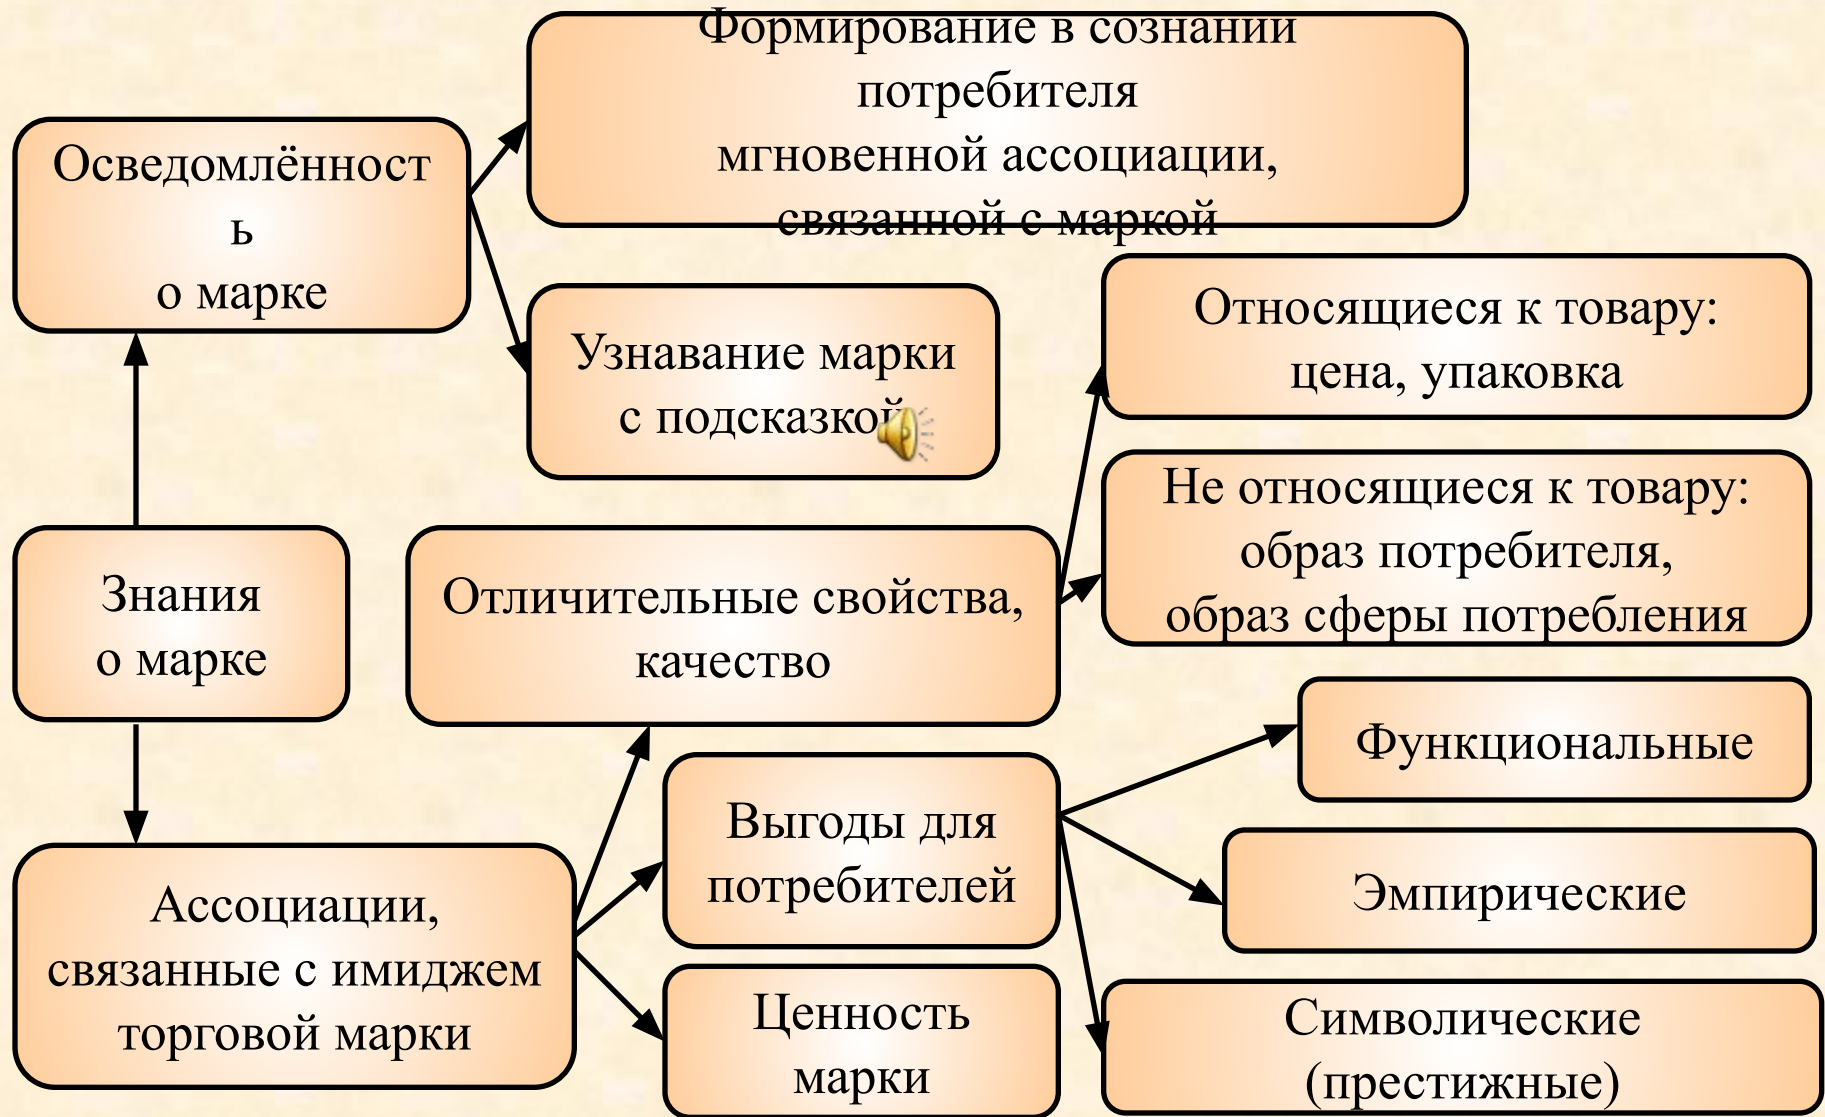 Формирование в сознании
потребителя
мгновенной ассоциации,
связанной с маркой
Осведомлённост
ь
о марке
Узнавание марки
с подсказкой
Относящиеся к товару:
цена, упаковка
Не относящиеся к товару:
образ потребителя,
образ сферы потребления
Знания
о марке
Отличительные свойства,
качество
Функциональные
Выгоды для
потребителей
Эмпирические
Ассоциации,
связанные с имиджем
торговой марки
Ценность
марки
Символические
(престижные)